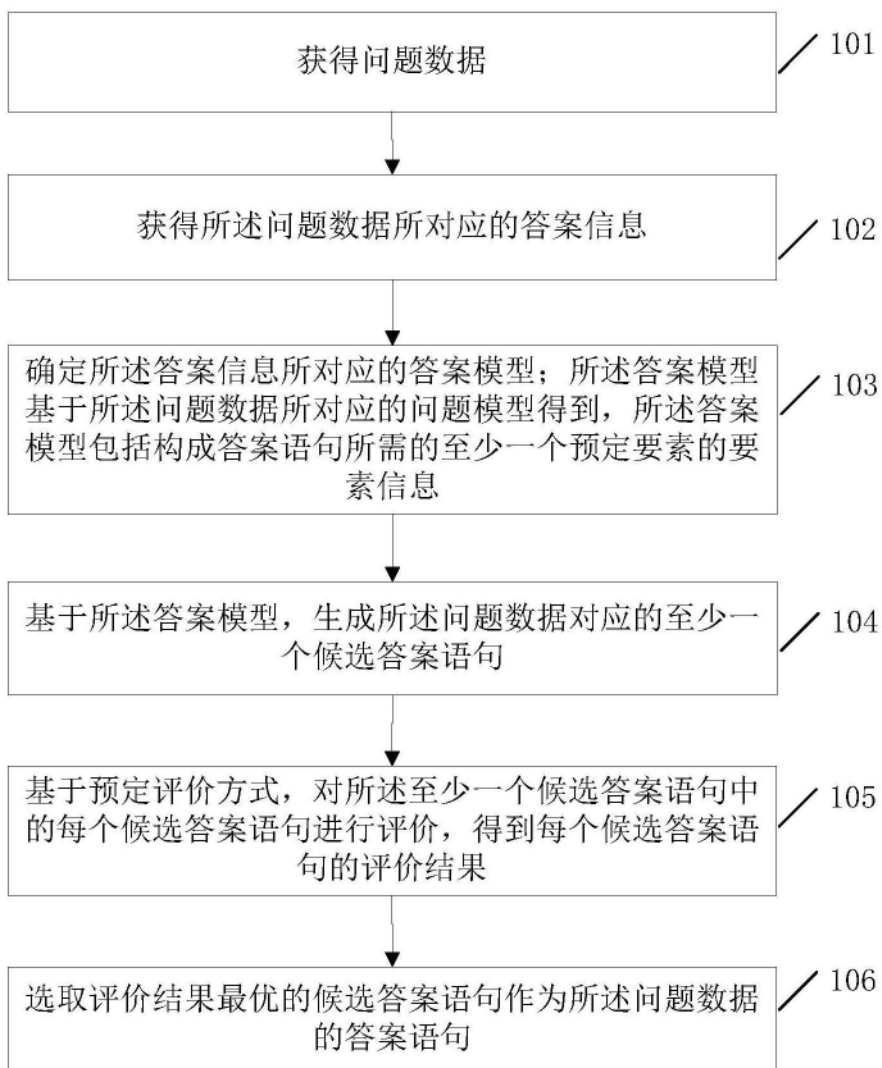 获得问题数据
101
获得所述问题数据所对应的答案信息
102
确定所述答案信息所对应的答案模型；所述答案模型
基于所述问题数据所对应的问题模型得到，所述答案
模型包括构成答案语句所需的至少一个预定要素的要
素信息
103
基于所述答案模型，生成所述问题数据对应的至少一
个候选答案语句
104
基于预定评价方式，对所述至少一个候选答案语句中
的每个候选答案语句进行评价，得到每个候选答案语
句的评价结果
105
选取评价结果最优的候选答案语句作为所述问题数据
的答案语句
106